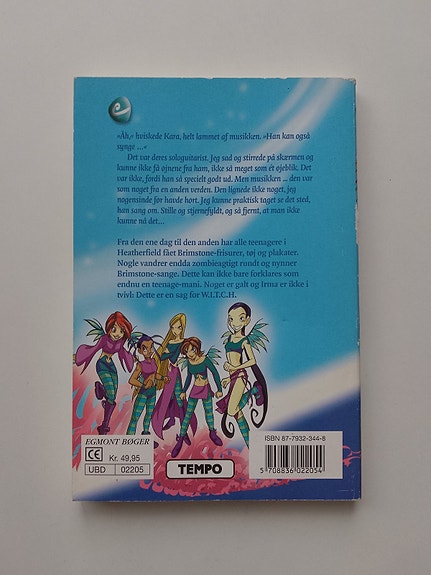 »Åh,« hviskede Kara, helt lammet af musikken. »Han kan også
synge ...«
Det var deres sologuitarist. Jeg sad og stirrede på skærmen og
kunne ikke få øjnene fra ham, ikke så meget som ét øjeblik. Det
var ikke, fordi han så specielt godt ud. Men musikken ... den var
som noget fra en anden verden. Den lignede ikke noget, jeg
nogensinde før havde hørt. Jeg kunne praktisk taget se det sted,
han sang om. Stille og stjernefyldt, og så fjernt, at man ikke
kunne nå det...
Fra den ene dag til den anden har alle teenagere i
Heatherfield fået Brimstone-frisurer, tøj og plakater.
Nogle vandrer endda zombieagtigt rundt og nynner
Brimstone-sange. Dette kan ikke bare forklares som
endnu en teenage-mani. Noget er galt og Irma er ikke i
tvivl: Dette er en sag for W.I.T.C.H.
EGMONT BØGER
CE Kr. 49,95
UBD 02205
TEMPO
ISBN 87-7932-344-8
5 708836 022054